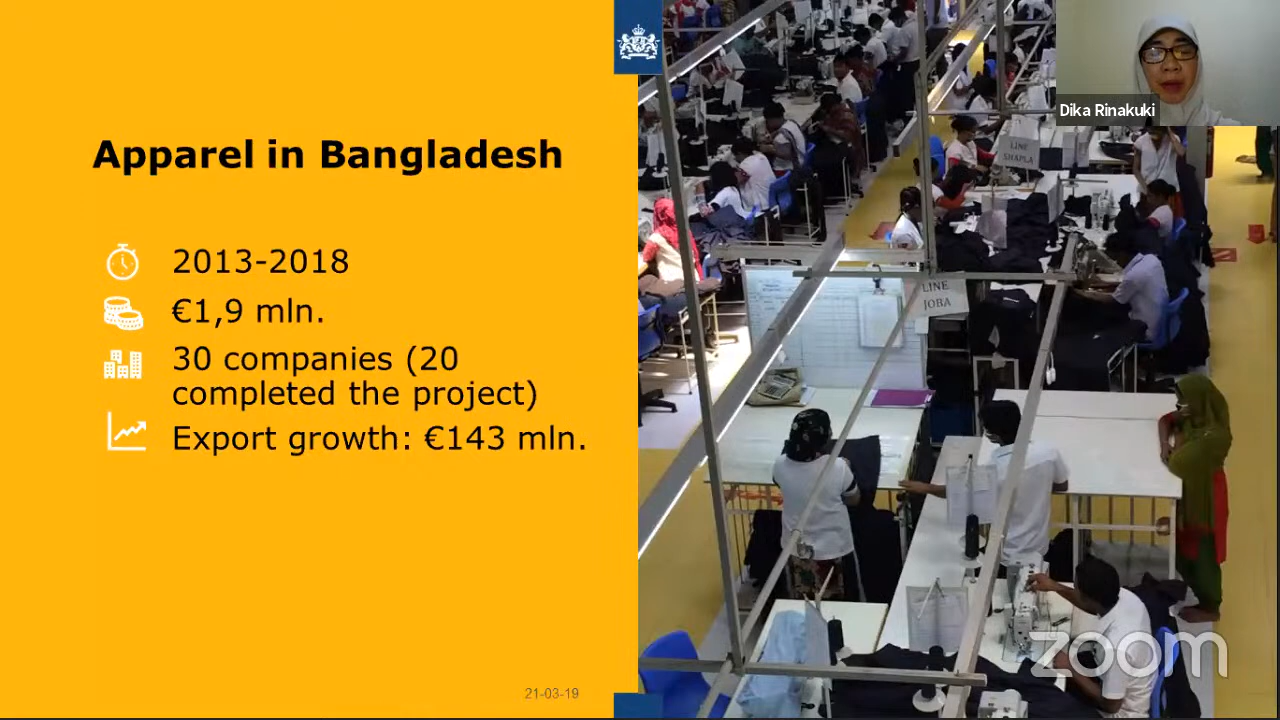 Apparel in Bangladesh
2013-2018
€1,9 mln.
30 companies (20
completed the project)
Export growth: €143 mln.
21-03-19
Dika Rinakuki
LINE
SHAPLA
LINE
JOBA
zoom